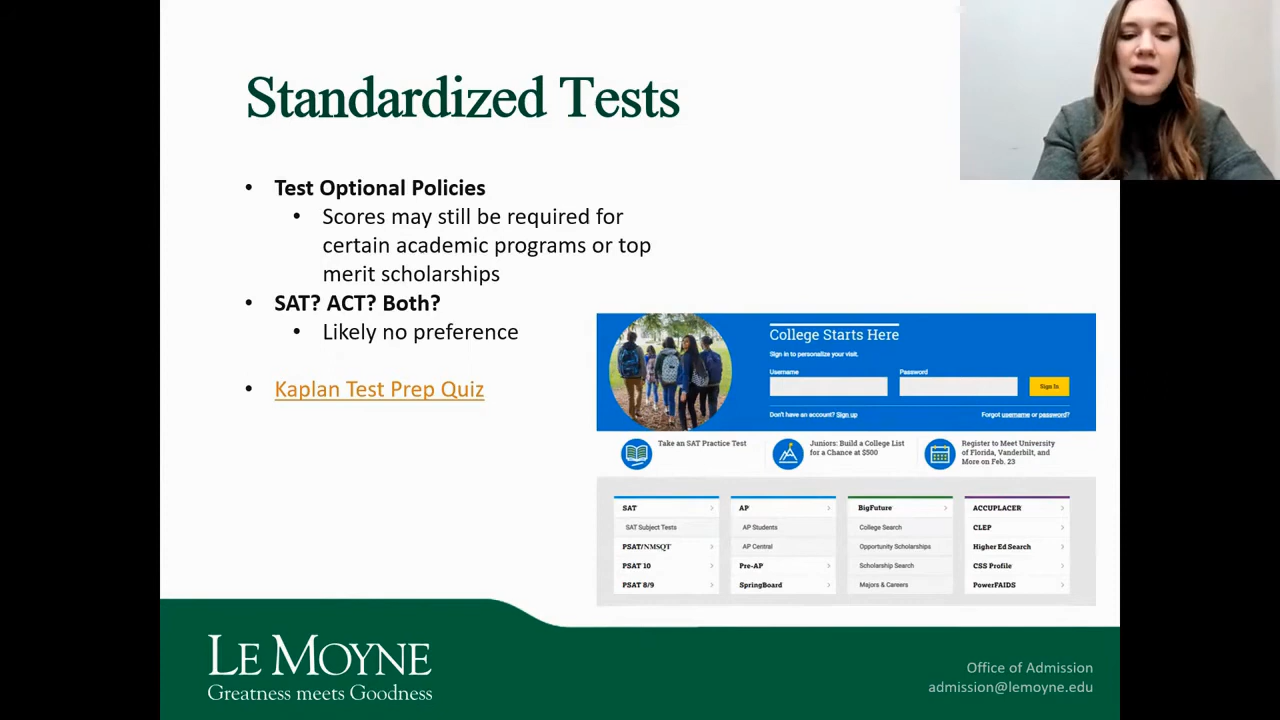 Standardized Tests
• Test Optional Policies
• Scores may still be required for
certain academic programs or top
merit scholarships
• SAT? ACT? Both?
• Likely no preference
• Kaplan Test Prep Quiz
College Starts Here
Sign in to personalize your visit.
Username
Password
Sign In
Don't have an account? Sign up
Forgot username or password?
Take an SAT Practice Test
Juniors: Build a College List
for a Chance at $500
Register to Meet University
of Florida, Vanderbilt, and
More on Feb. 23
SAT
SAT Subject Tests
PSAT/NMSQT
PSAT 10
PSAT 8/9
AP
AP Students
AP Central
Pre-AP
SpringBoard
BigFuture
College Search
Opportunity Scholarships
Scholarship Search
Majors & Careers
ACCUPLACER
CLEP
Higher Ed Search
CSS Profile
PowerFAIDS
LE MOYNE
Greatness meets Goodness
Office of Admission
admission@lemoyne.edu